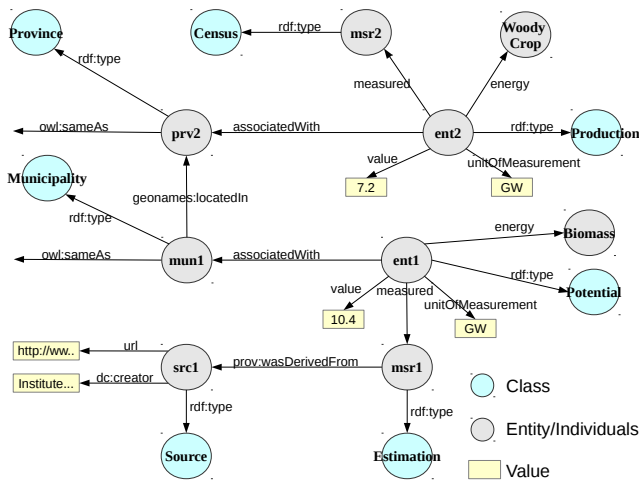 Province
rdf:type
Census
rdf:type
msr2
Woody
Crop
measured
energy
owl:sameAs
prv2
associatedWith
ent2
rdf:type
Production
value
unitOfMeasurement
7.2
GW
Municipality
geonames:locatedIn
rdf:type
owl:sameAs
mun1
associatedWith
ent1
energy
Biomass
rdf:type
Potential
value
measured
unitOfMeasurement
10.4
GW
http://ww..
url
src1
prov:wasDerivedFrom
msr1
Institute...
dc:creator
rdf:type
rdf:type
Source
Estimation
Class
Entity/Individuals
Value